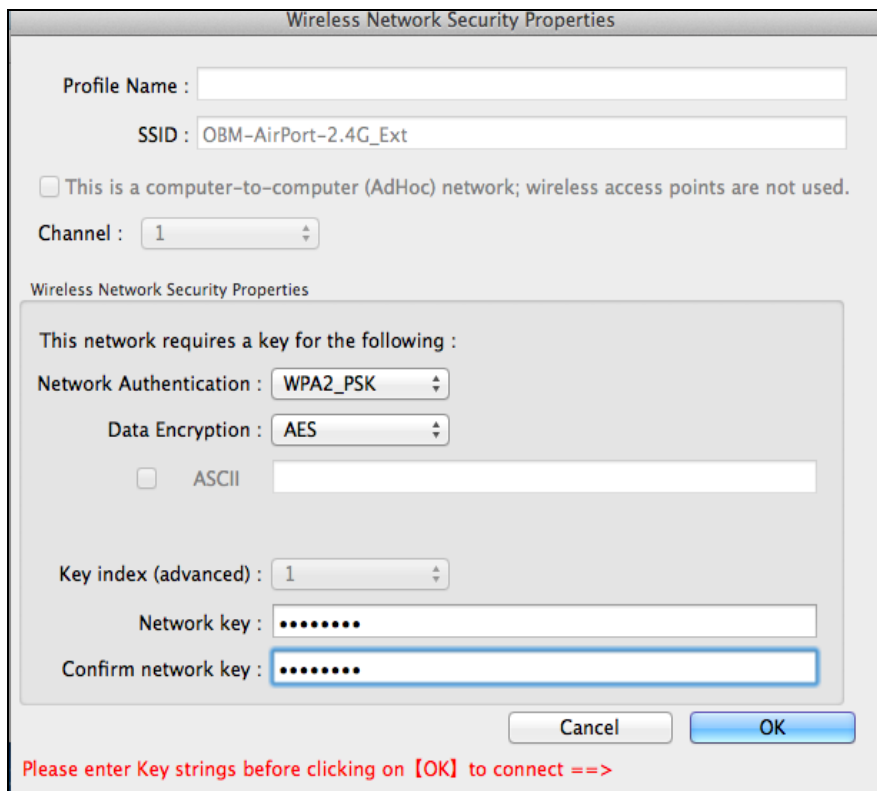 Wireless Network Security Properties
Profile Name :
SSID : OBM-AirPort-2.4G_Ext
This is a computer-to-computer (AdHoc) network; wireless access points are not used.
Channel : 1
Wireless Network Security Properties
This network requires a key for the following :
Network Authentication : WPA2_PSK
Data Encryption : AES
ASCII
Key index (advanced) : 1
Network key : ••••••••
Confirm network key : ••••••••
Cancel OK
Please enter Key strings before clicking on【OK】to connect ==>